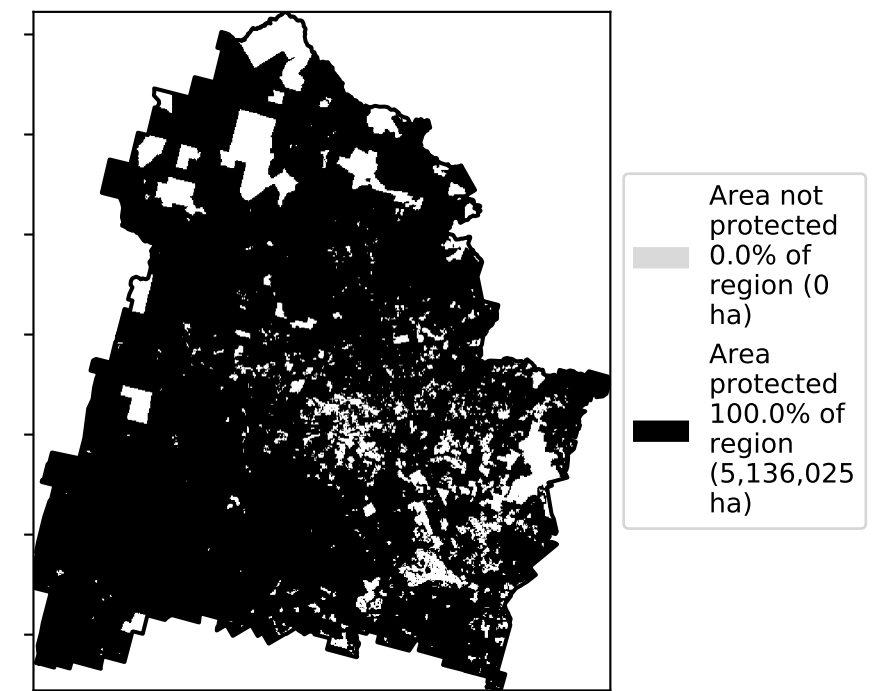 Area not
protected
0.0% of
region (0
ha)
Area
protected
100.0% of
region
(5,136,025
ha)